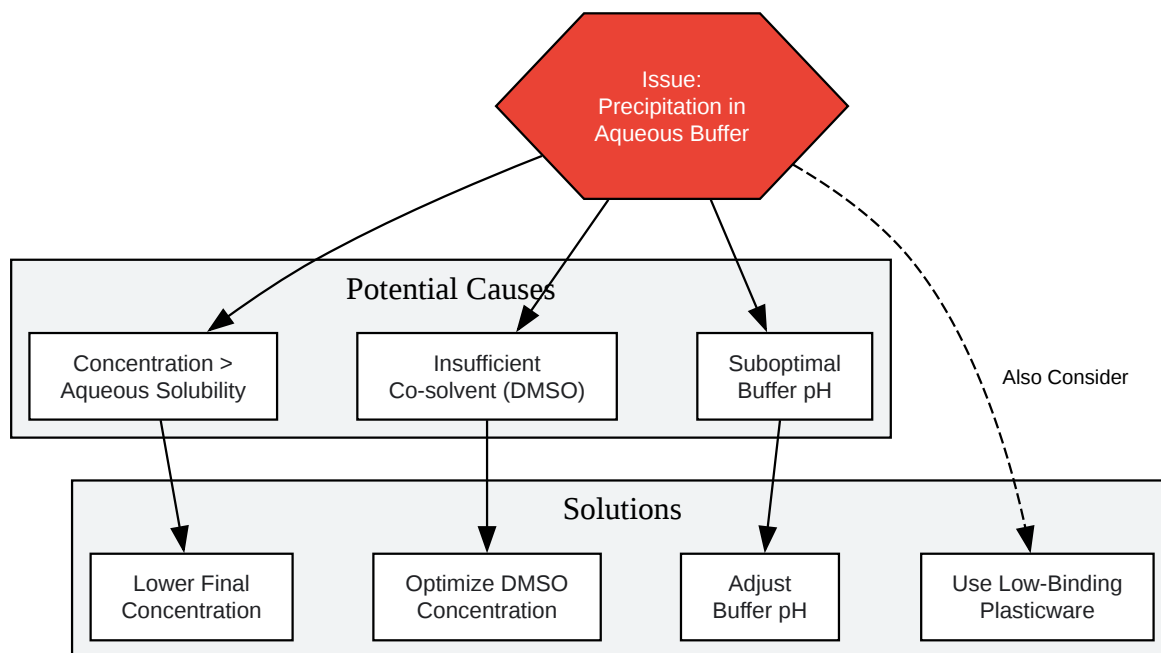 Issue:
Precipitation in
Aqueous Buffer
Potential Causes
Concentration >
Aqueous Solubility
Insufficient
Co-solvent (DMSO)
Suboptimal
Buffer pH
Also Consider
Solutions
Lower Final
Concentration
Optimize DMSO
Concentration
Adjust
Buffer pH
Use Low-Binding
Plasticware